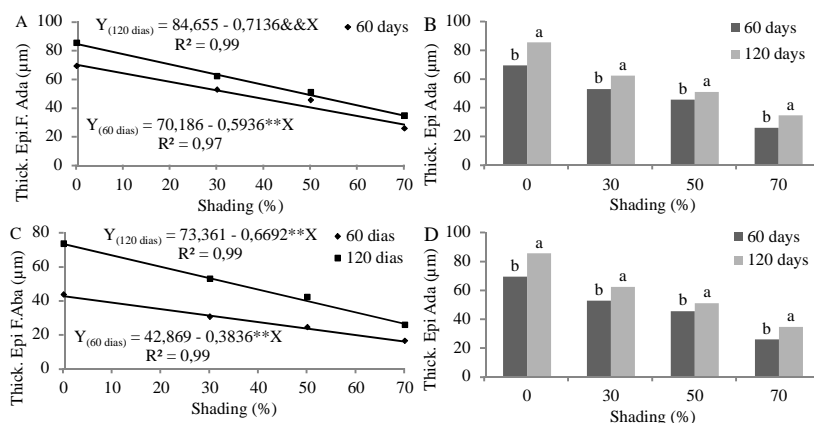 A
Y(120 dias) = 84,655 - 0,7136&&X
R² = 0,99
60 days
Y(60 dias) = 70,186 - 0,5936**X
R² = 0,97
Thick. Epi.F. Ada (µm)
100
80
60
40
20
0
0 10 20 30 40 50 60 70
Shading (%)
B
60 days
120 days
Thick. Epi Ada (µm)
100
80
60
40
20
0
b a b a b a b a
0 30 50 70
Shading (%)
C
Y(120 dias) = 73,361 - 0,6692**X
R² = 0,99
60 dias
120 dias
Y(60 dias) = 42,869 - 0,3836**X
R² = 0,99
Thick. Epi F.Aba (µm)
80
60
40
20
0
0 10 20 30 40 50 60 70
Shading (%)
D
60 days
120 days
Thick. Epi Ada (µm)
100
80
60
40
20
0
b a b a b a b a
0 30 50 70
Shading (%)